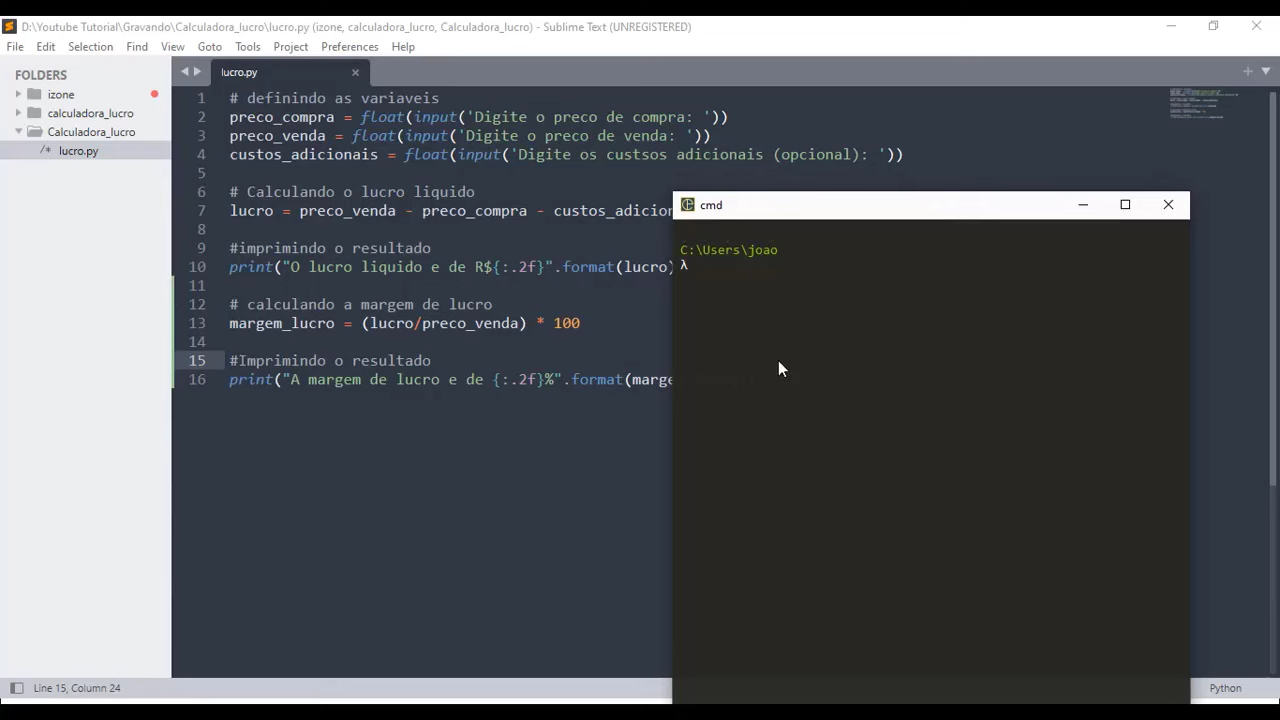 D:\Youtube Tutorial\Gravando\Calculadora_lucro\lucro.py (izone, calculadora_lucro, Calculadora_lucro) - Sublime Text (UNREGISTERED)
File Edit Selection Find View Goto Tools Project Preferences Help
FOLDERS
izone
calculadora_lucro
Calculadora_lucro
/* lucro.py
lucro.py
1 # definindo as variaveis
2 preco_compra = float(input('Digite o preco de compra: '))
3 preco_venda = float(input('Digite o preco de venda: '))
4 custos_adicionais = float(input('Digite os custsos adicionais (opcional): '))
5
6 # Calculando o lucro liquido
7 lucro = preco_venda - preco_compra - custos_adicion
8
9 #imprimindo o resultado
10 print("O lucro liquido e de R${:.2f}".format(lucro)
11
12 # calculando a margem de lucro
13 margem_lucro = (lucro/preco_venda) * 100
14
15 #Imprimindo o resultado
16 print("A margem de lucro e de {:.2f}%".format(marge
cmd
C:\Users\joao
λ
Line 15, Column 24
Python